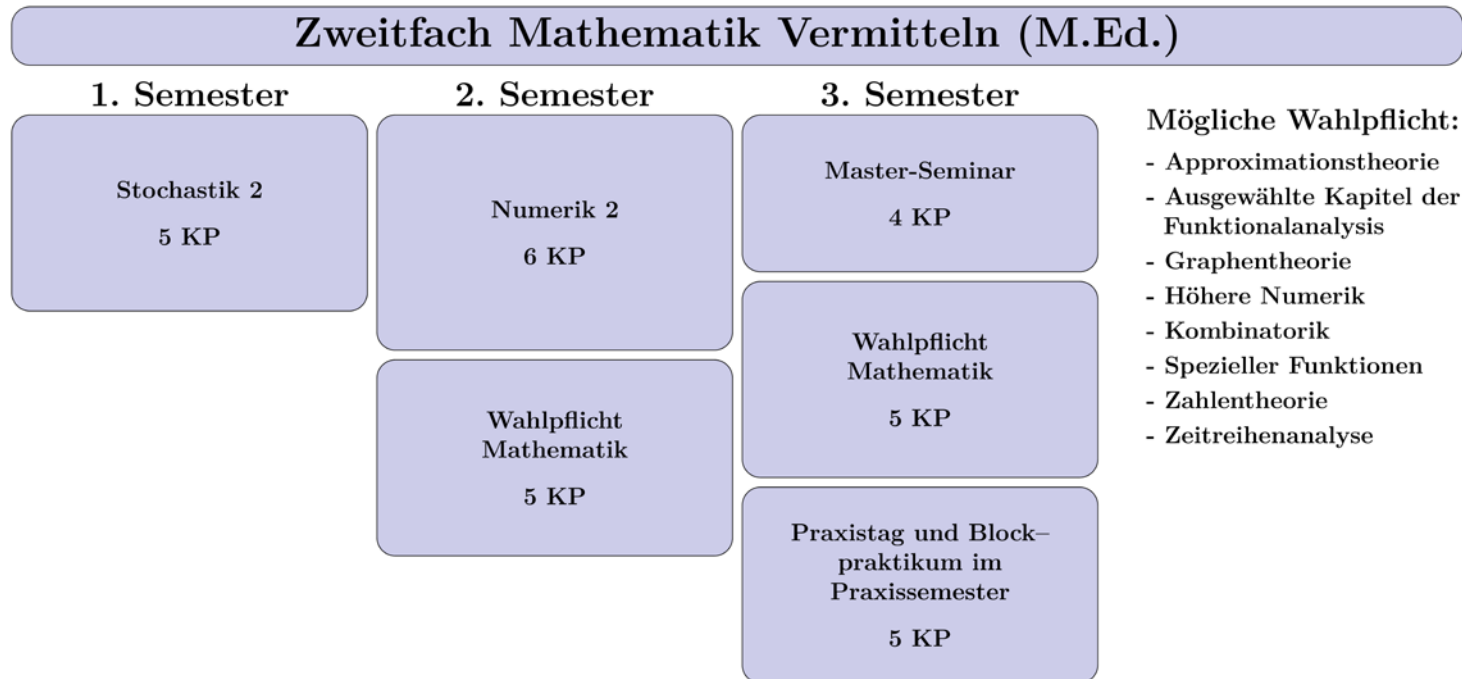 Zweitfach Mathematik Vermitteln (M.Ed.)
1. Semester
Stochastik 2
5 KP
2. Semester
Numerik 2
6 KP
Wahlpflicht
Mathematik
5 KP
3. Semester
Master-Seminar
4 KP
Wahlpflicht
Mathematik
5 KP
Praxistag und Block–
praktikum im
Praxissemester
5 KP
Mögliche Wahlpflicht:
- Approximationstheorie
- Ausgewählte Kapitel der
Funktionalanalysis
- Graphentheorie
- Höhere Numerik
- Kombinatorik
- Spezieller Funktionen
- Zahlentheorie
- Zeitreihenanalyse